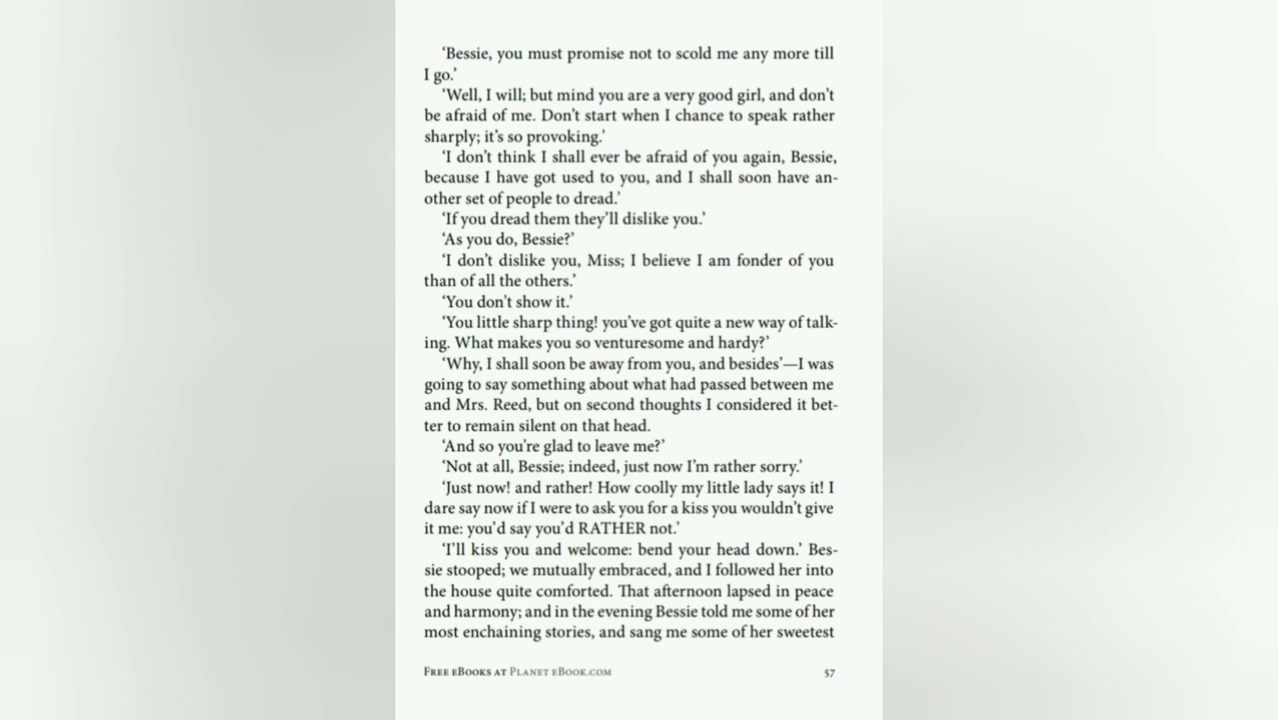 ‘Bessie, you must promise not to scold me any more till
I go.’
‘Well, I will; but mind you are a very good girl, and don’t
be afraid of me. Don’t start when I chance to speak rather
sharply; it’s so provoking.’
‘I don’t think I shall ever be afraid of you again, Bessie,
because I have got used to you, and I shall soon have an-
other set of people to dread.’
‘If you dread them they’ll dislike you.’
‘As you do, Bessie?’
‘I don’t dislike you, Miss; I believe I am fonder of you
than of all the others.’
‘You don’t show it.’
‘You little sharp thing! you’ve got quite a new way of talk-
ing. What makes you so venturesome and hardy?’
‘Why, I shall soon be away from you, and besides’—I was
going to say something about what had passed between me
and Mrs. Reed, but on second thoughts I considered it bet-
ter to remain silent on that head.
‘And so you’re glad to leave me?’
‘Not at all, Bessie; indeed, just now I’m rather sorry.’
‘Just now! and rather! How coolly my little lady says it! I
dare say now if I were to ask you for a kiss you wouldn’t give
it me: you’d say you’d RATHER not.’
‘I’ll kiss you and welcome: bend your head down.’ Bes-
sie stooped; we mutually embraced, and I followed her into
the house quite comforted. That afternoon lapsed in peace
and harmony; and in the evening Bessie told me some of her
most enchaining stories, and sang me some of her sweetest
Free eBooks at Planet eBook.com 57